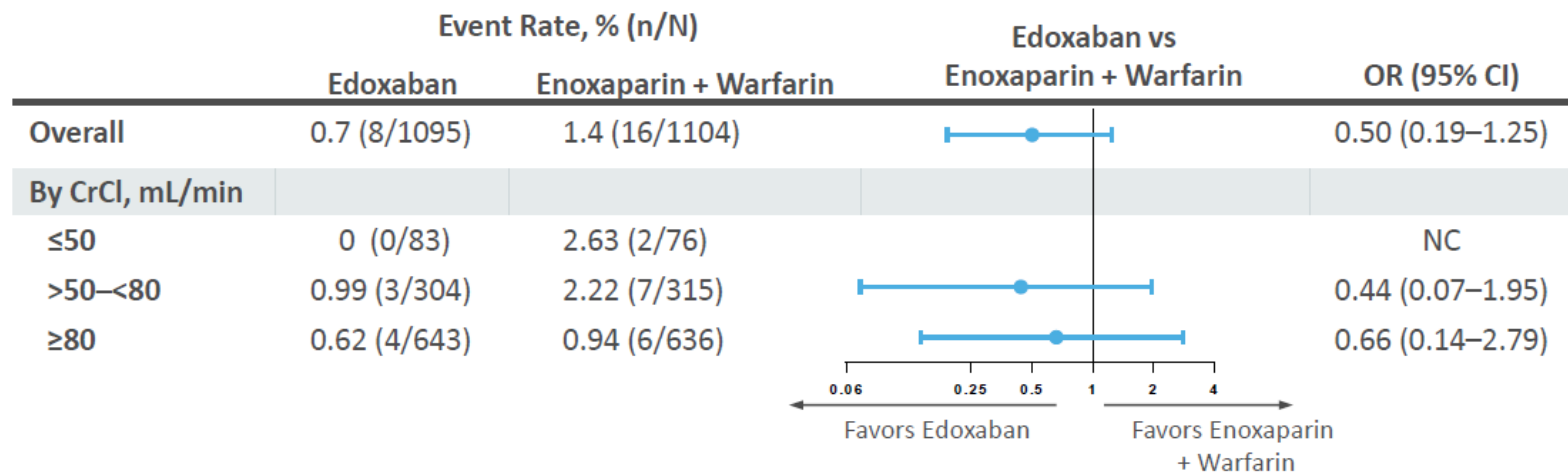 Event Rate, % (n/N)
Edoxaban vs
Enoxaparin + Warfarin
Edoxaban Enoxaparin + Warfarin OR (95% CI)
Overall 0.7 (8/1095) 1.4 (16/1104) 0.50 (0.19–1.25)
By CrCl, mL/min
≤50 0 (0/83) 2.63 (2/76) NC
>50–<80 0.99 (3/304) 2.22 (7/315) 0.44 (0.07–1.95)
≥80 0.62 (4/643) 0.94 (6/636) 0.66 (0.14–2.79)
0.06 0.25 0.5 1 2 4
Favors Edoxaban Favors Enoxaparin
+ Warfarin